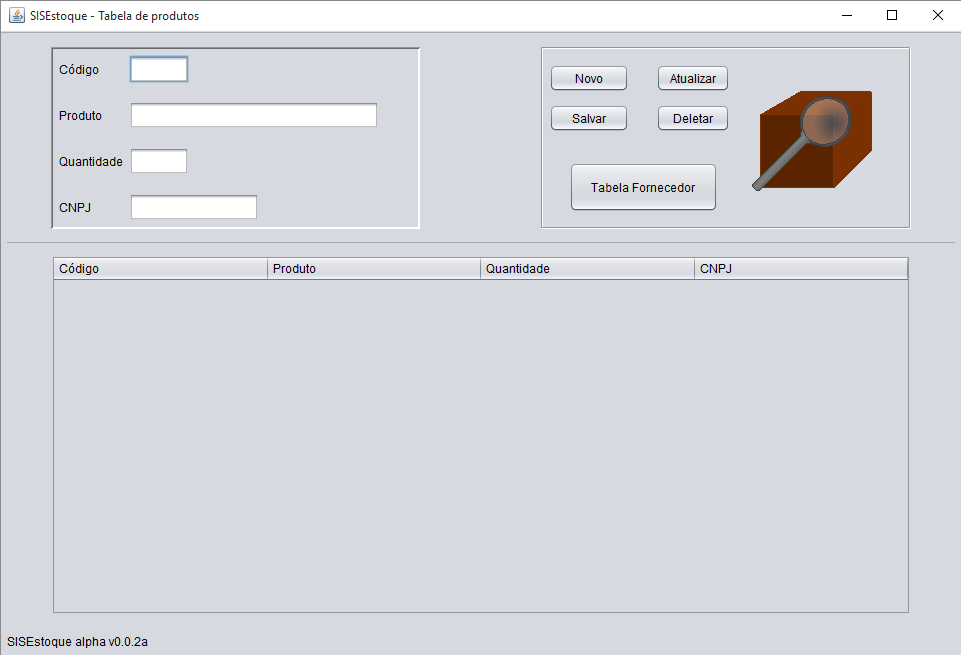 SISEstoque - Tabela de produtos
Código
Produto
Quantidade
CNPJ
Novo Atualizar
Salvar Deletar
Tabela Fornecedor
Código Produto Quantidade CNPJ
SISEstoque alpha v0.0.2a